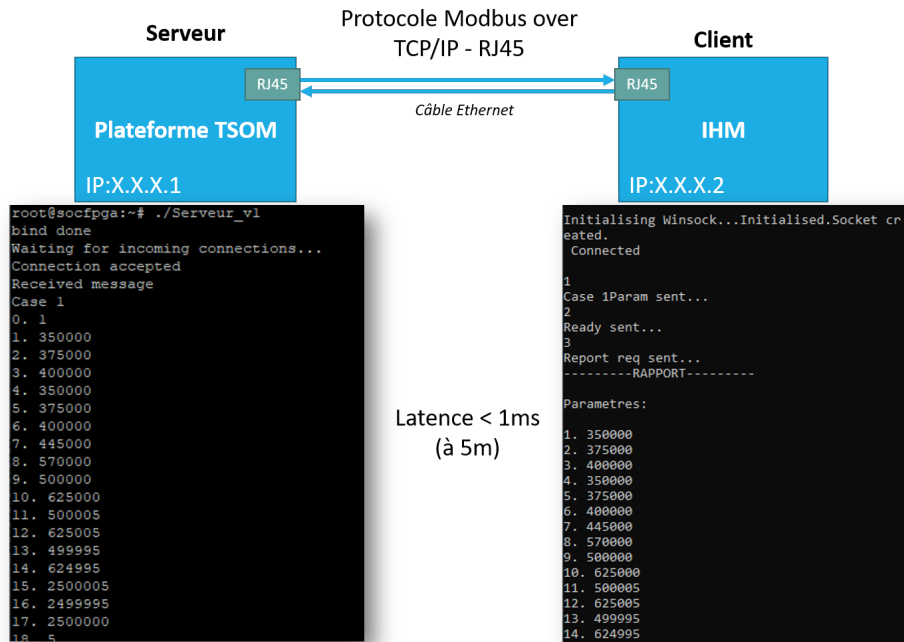 Protocole Modbus over
TCP/IP - RJ45
Serveur
Client
RJ45
RJ45
Câble Ethernet
Plateforme TSOM
IHM
IP:X.X.X.1
IP:X.X.X.2
root@socfpga:~# ./Serveur_v1
bind done
Waiting for incoming connections...
Connection accepted
Received message
Case 1
0. 1
1. 350000
2. 375000
3. 400000
4. 350000
5. 375000
6. 400000
7. 445000
8. 570000
9. 500000
10. 625000
11. 500005
12. 625005
13. 499995
14. 624995
15. 2500005
16. 2499995
17. 2500000
18. 5
Latence < 1ms
(à 5m)
Initialising Winsock...Initialised.Socket cr
eated.
Connected
1
Case 1Param sent...
2
Ready sent...
3
Report req sent...
---------RAPPORT---------
Parametres:
1. 350000
2. 375000
3. 400000
4. 350000
5. 375000
6. 400000
7. 445000
8. 570000
9. 500000
10. 625000
11. 500005
12. 625005
13. 499995
14. 624995